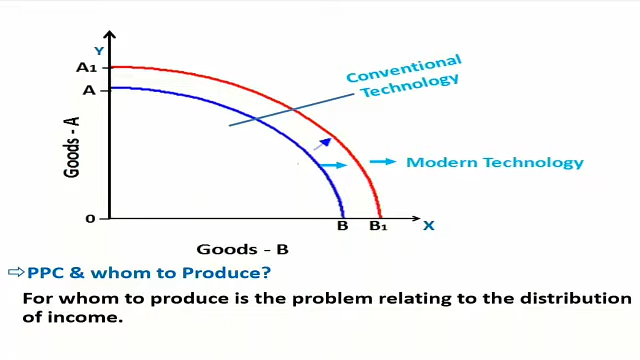 Y
A1
A
Conventional
Technology
Goods - A
Modern Technology
0
B
B1
X
Goods - B
⇨PPC & whom to Produce?
For whom to produce is the problem relating to the distribution
of income.